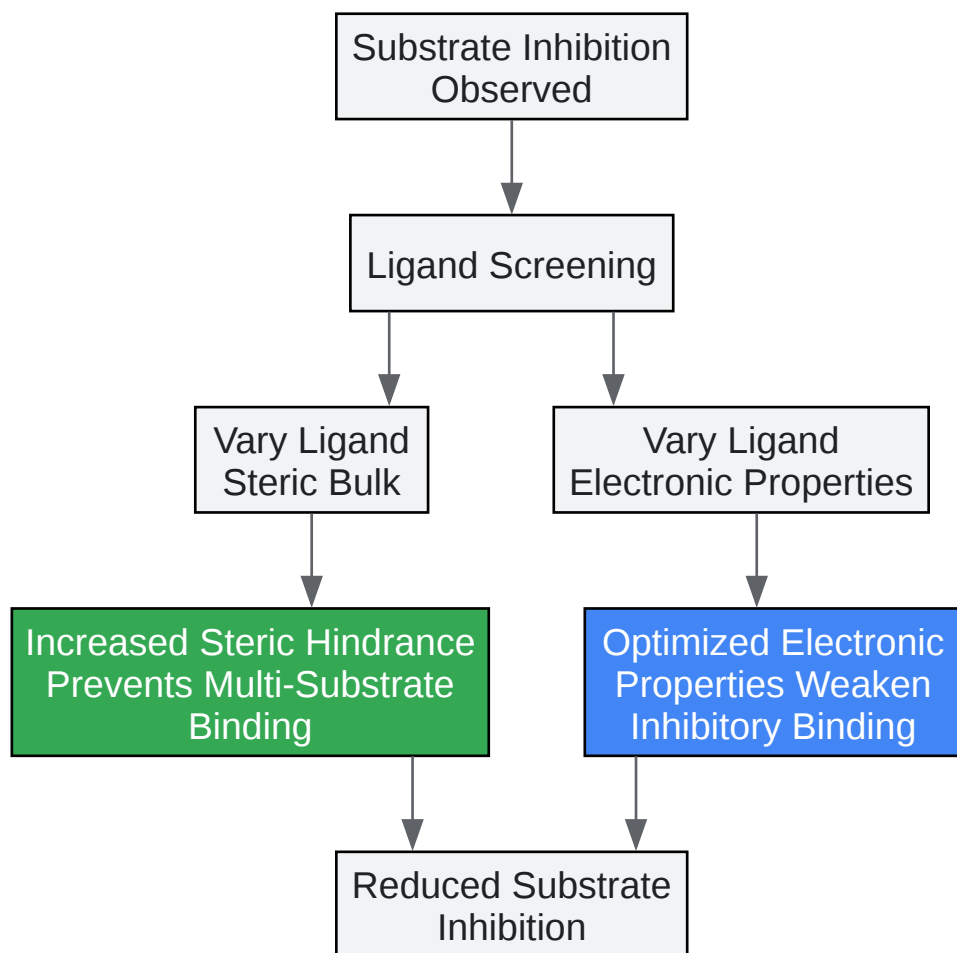 Substrate Inhibition
Observed
Ligand Screening
Vary Ligand
Steric Bulk
Vary Ligand
Electronic Properties
Increased Steric Hindrance
Prevents Multi-Substrate
Binding
Optimized Electronic
Properties Weaken
Inhibitory Binding
Reduced Substrate
Inhibition